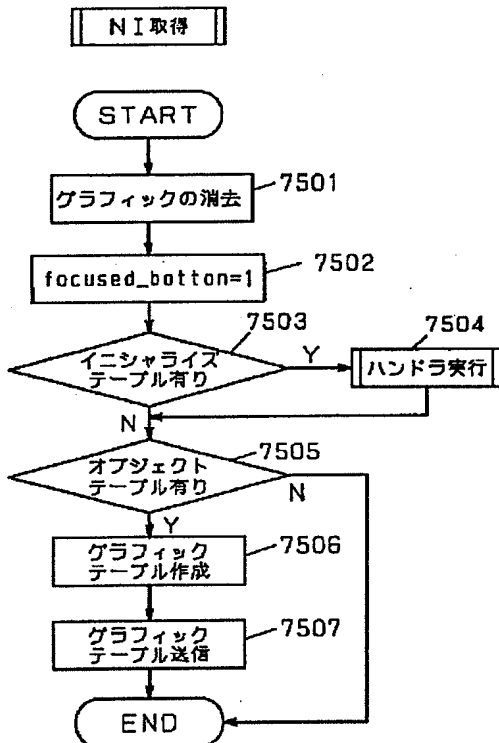 NI取得
START
グラフィックの消去
7501
focused_botton=1
7502
7503
イニシャライズ
テーブル有り
Y
7504
ハンドラ実行
N
オブジェクト
テーブル有り
7505
N
Y
グラフィック
テーブル作成
7506
グラフィック
テーブル送信
7507
END